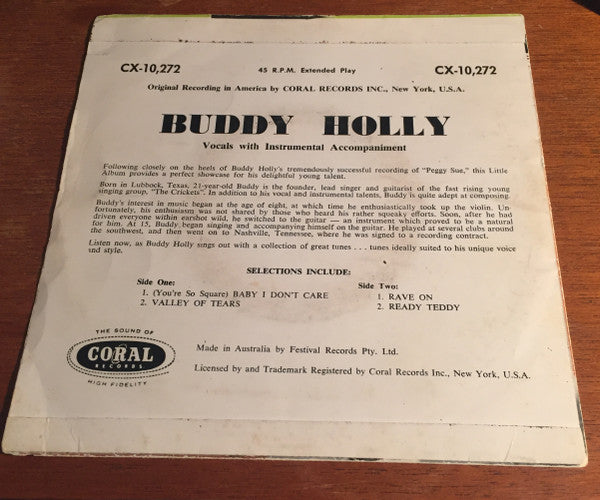 CX-10,272 45 R.P.M. Extended Play CX-10,272
Original Recording in America by CORAL RECORDS INC., New York, U.S.A.
BUDDY HOLLY
Vocals with Instrumental Accompaniment
Following closely on the heels of Buddy Holly's tremendously successful recording of "Peggy Sue," this Little
Album provides a perfect showcase for his delightful young talent.
Born in Lubbock, Texas, 21-year-old Buddy is the founder, lead singer and guitarist of the fast rising young
singing group, "The Crickets". In addition to his vocal and instrumental talents, Buddy is quite adept at composing.
Buddy's interest in music began at the age of eight, at which time he enthusiastically took up the violin. Un-
fortunately, his enthusiasm was not shared by those who heard his rather squeaky efforts. Soon, after he had
driven everyone within earshot wild, he switched to the guitar — an instrument which proved to be a natural
for him. At 15, Buddy began singing and accompanying himself on the guitar. He played at several clubs around
the southwest, and then went on to Nashville, Tennessee, where he was signed to a recording contract.
Listen now, as Buddy Holly sings out with a collection of great tunes . . . tunes ideally suited to his unique voice
and style.
SELECTIONS INCLUDE:
Side One:
1. (You're So Square) BABY I DON'T CARE
2. VALLEY OF TEARS
Side Two:
1. RAVE ON
2. READY TEDDY
THE SOUND OF
CORAL
RECORDS
HIGH FIDELITY
Made in Australia by Festival Records Pty. Ltd.
Licensed by and Trademark Registered by Coral Records Inc., New York, U.S.A.